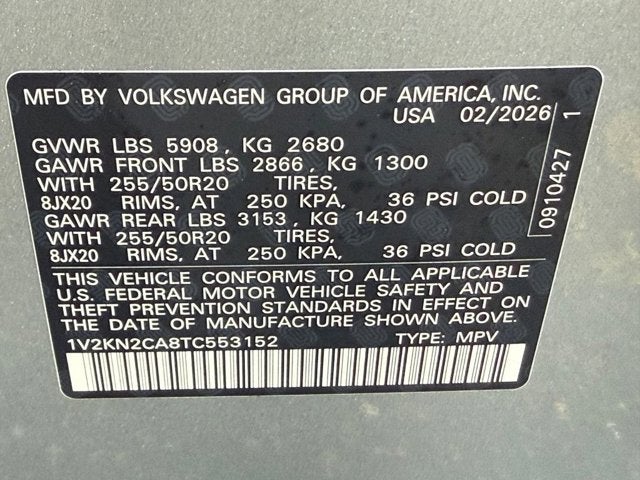 MFD BY VOLKSWAGEN GROUP OF AMERICA, INC.
USA 02/2026
GVWR LBS 5908, KG 2680
GAWR FRONT LBS 2866, KG 1300
WITH 255/50R20 TIRES,
8JX20 RIMS, AT 250 KPA, 36 PSI COLD
GAWR REAR LBS 3153, KG 1430
WITH 255/50R20 TIRES,
8JX20 RIMS, AT 250 KPA, 36 PSI COLD
THIS VEHICLE CONFORMS TO ALL APPLICABLE
U.S. FEDERAL MOTOR VEHICLE SAFETY AND
THEFT PREVENTION STANDARDS IN EFFECT ON
THE DATE OF MANUFACTURE SHOWN ABOVE.
1V2KN2CA8TC553152 TYPE: MPV
0910427 1